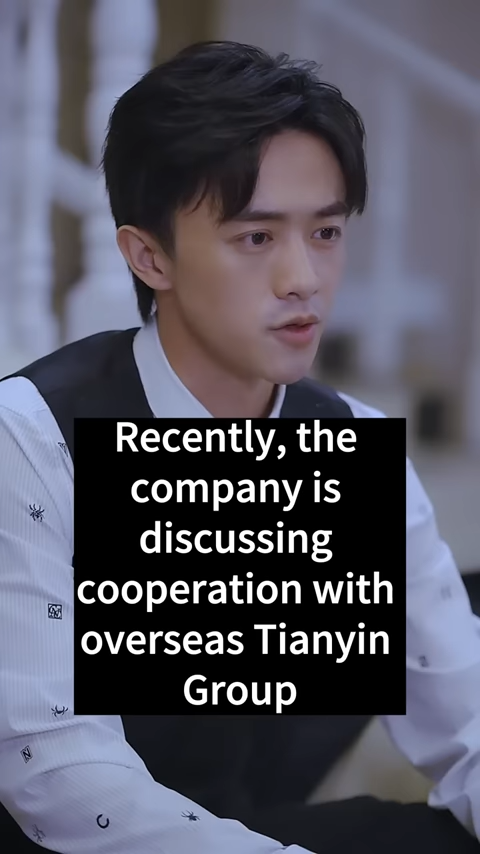 Recently, the
company is
discussing
cooperation with
overseas Tianyin
Group